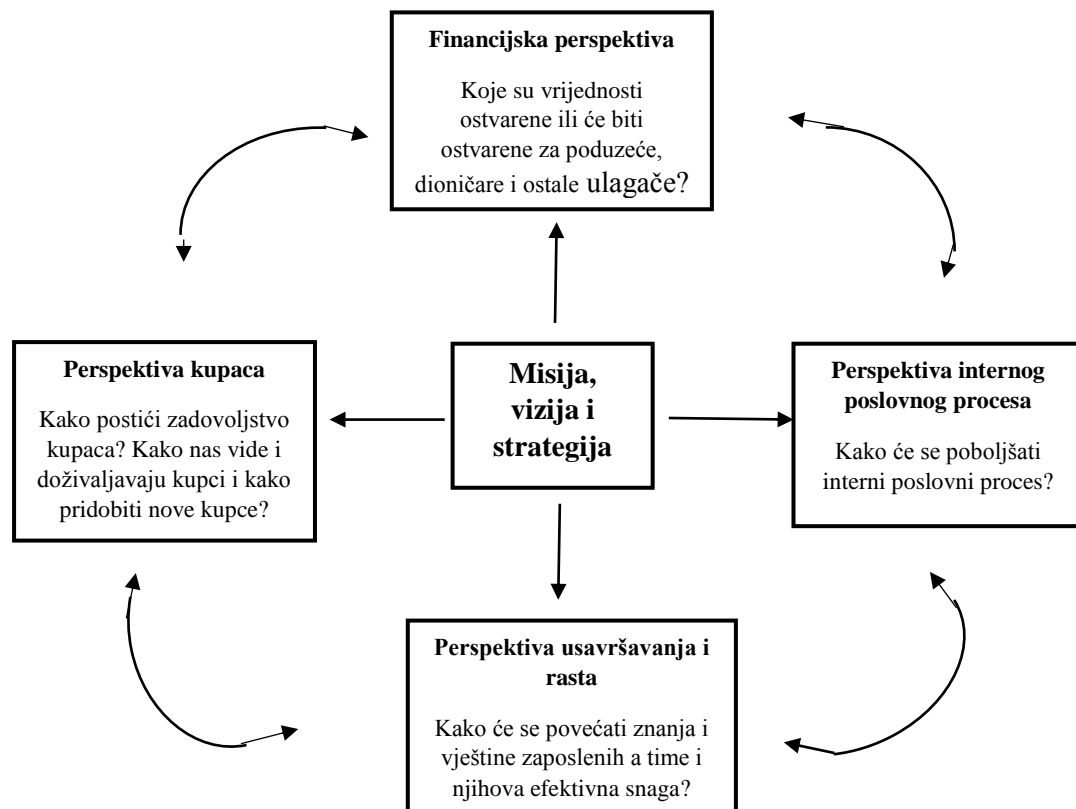 Financijska perspektiva
Koje su vrijednosti
ostvarene ili će biti
ostvarene za poduzeće,
dioničare i ostale ulagače?
Perspektiva kupaca
Kako postići zadovoljstvo
kupaca? Kako nas vide i
doživaljavaju kupci i kako
pridobiti nove kupce?
Misija,
vizija i
strategija
Perspektiva internog
poslovnog procesa
Kako će se poboljšati
interni poslovni proces?
Perspektiva usavršavanja i
rasta
Kako će se povećati znanja i
vještine zaposlenih a time i
njihova efektivna snaga?